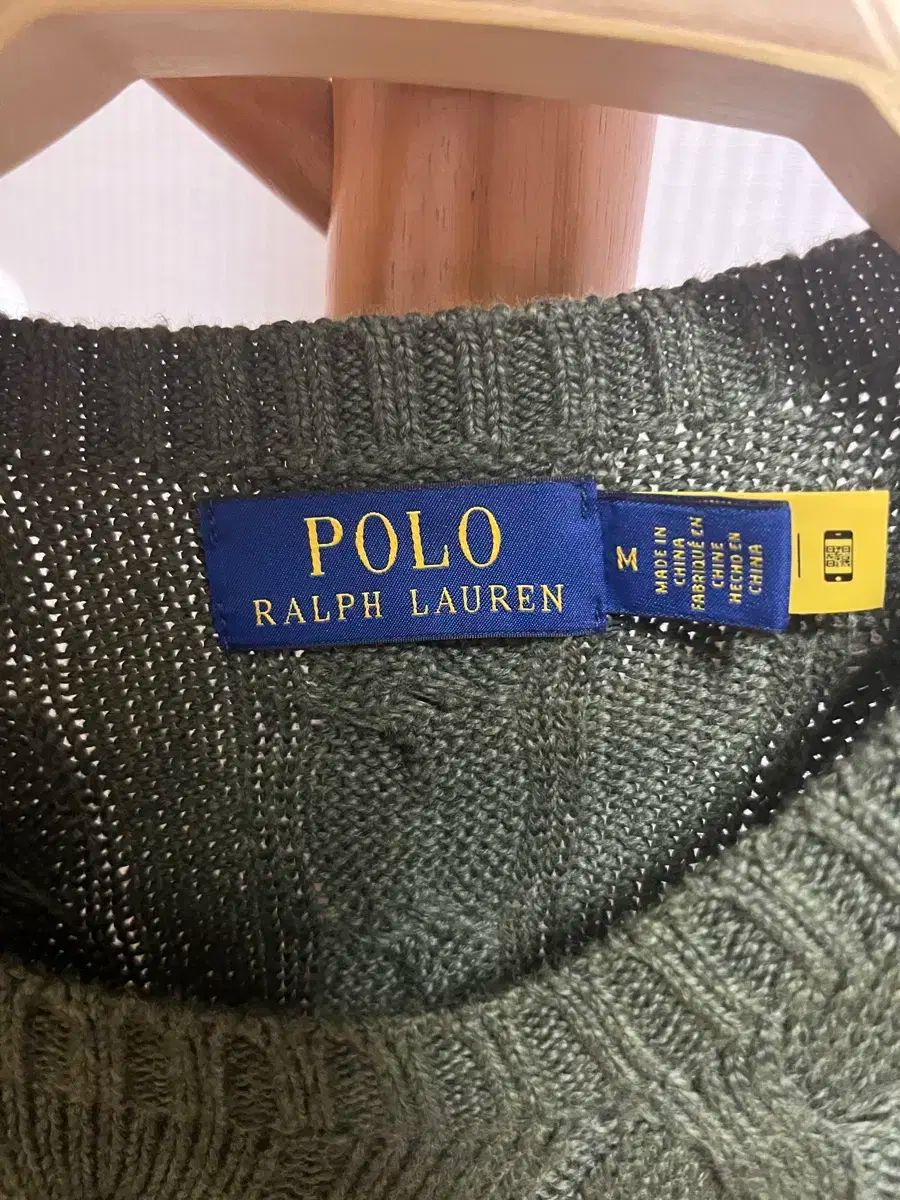 POLO
RALPH LAUREN
M
MADE IN
CHINA
FABRIQUÉ EN
CHINE
HECHO EN
CHINA